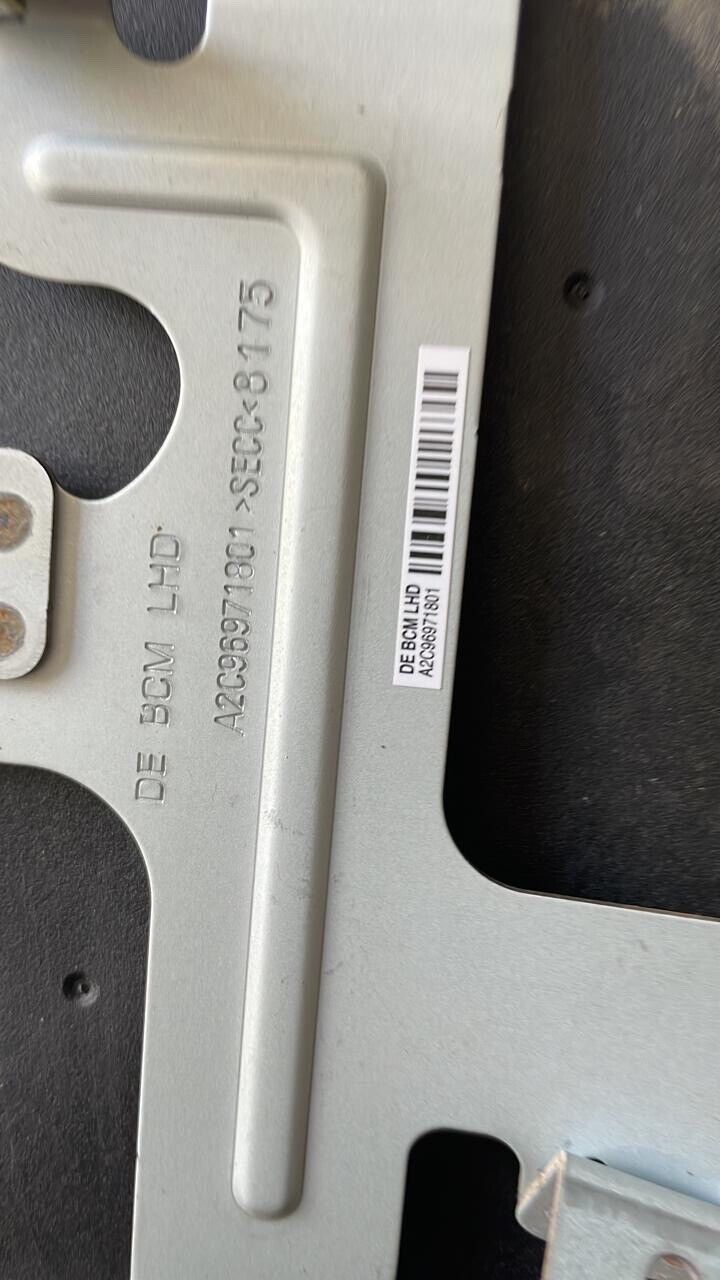 DE BCM LHD
A2C96971801 >SECC< 8175
DE BCM LHD
A2C96971801